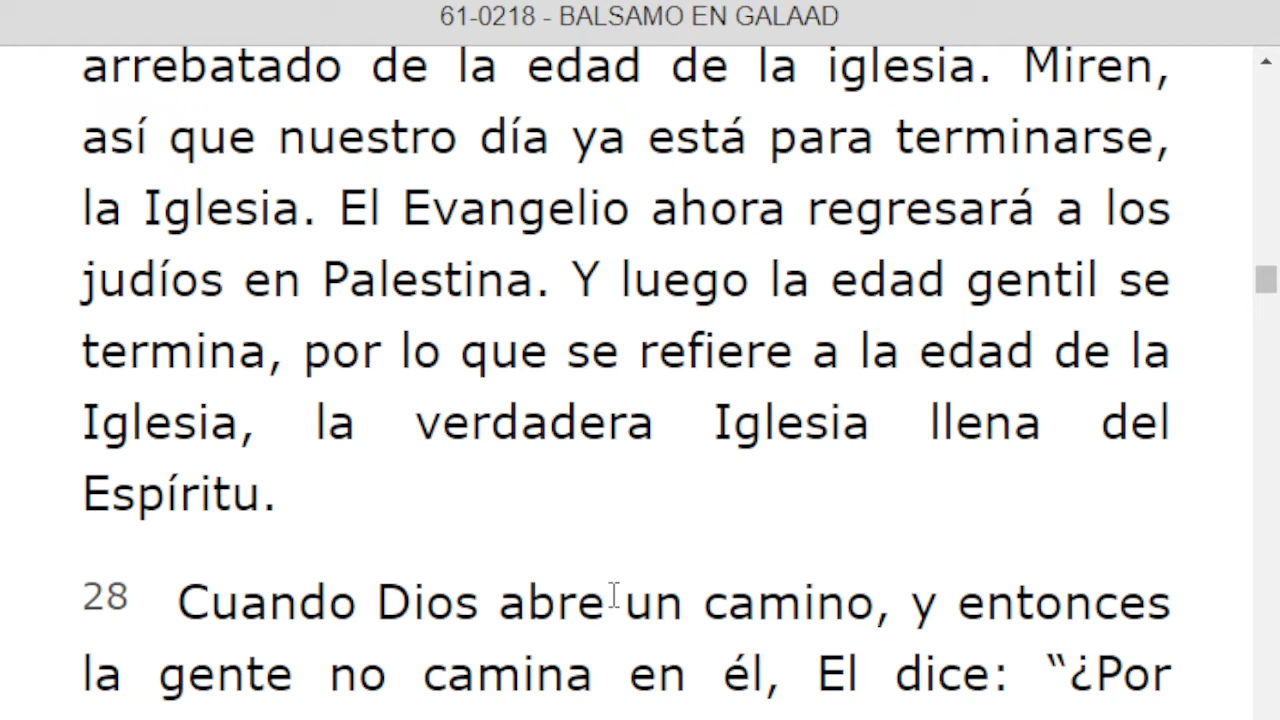 61-0218 - BALSAMO EN GALAAD
arrebatado de la edad de la iglesia. Miren,
así que nuestro día ya está para terminarse,
la Iglesia. El Evangelio ahora regresará a los
judíos en Palestina. Y luego la edad gentil se
termina, por lo que se refiere a la edad de la
Iglesia, la verdadera Iglesia llena del
Espíritu.
28 Cuando Dios abre un camino, y entonces
la gente no camina en él, El dice: “¿Por